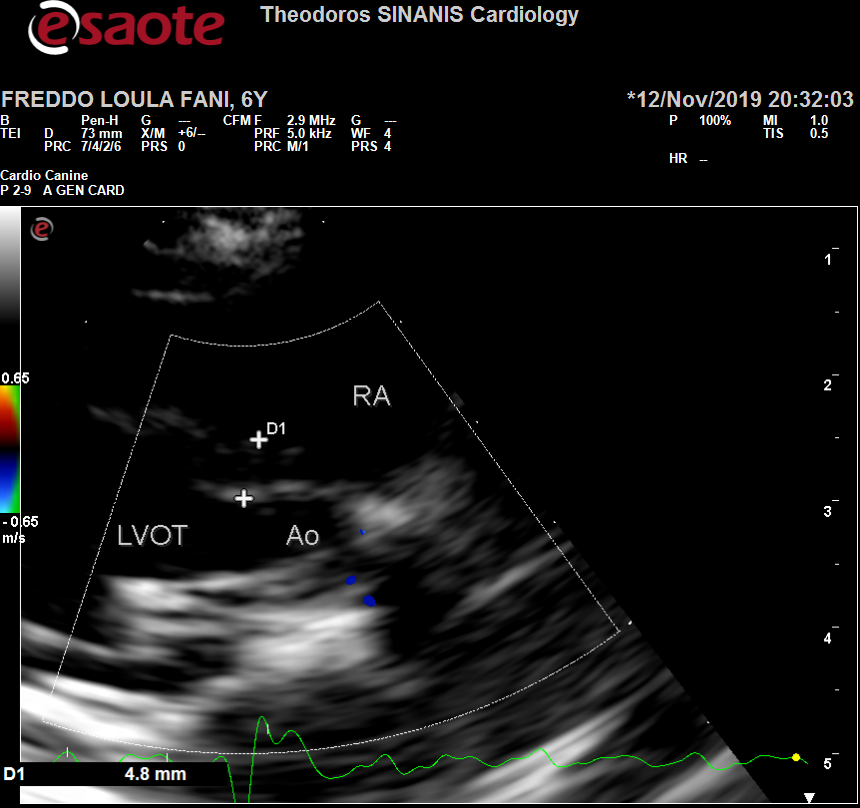 esaote
Theodoros SINANIS Cardiology
FREDDO LOULA FANI, 6Y *12/Nov/2019 20:32:03
B Pen-H G --- CFM F 2.9 MHz G --- P 100% MI 1.0
TEI D 73 mm X/M +6/-- PRF 5.0 kHz WF 4 TIS 0.5
PRC 7/4/2/6 PRS 0 PRC M/1 PRS 4
HR --
Cardio Canine
P 2-9 A GEN CARD
e
1
0.65
2
RA
D1
3
- 0.65
m/s
LVOT Ao
4
5
D1 4.8 mm